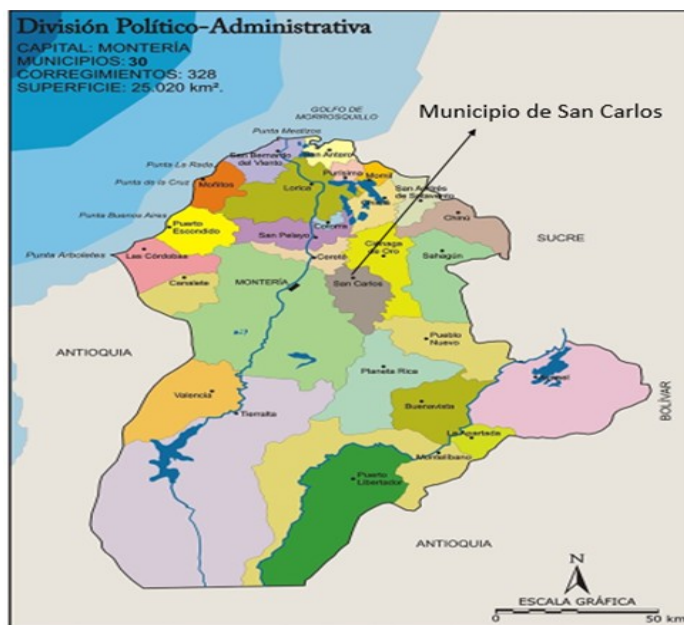 División Político-Administrativa
CAPITAL: MONTERÍA
MUNICIPIOS: 30
CORREGIMIENTOS: 328
SUPERFICIE: 25.020 km².
GOLFO DE
MORROSQUILLO
Municipio de San Carlos
Punta Mestizos
San Bernardo
del Viento
San Antero
Punta La Rada
Purísima
Momil
Punta de la Cruz
Moñitos
Lorica
San Andrés
de Sotavento
Punta Buenos Aires
Chinú
Puerto
Escondido
Cotorra
San Pelayo
Ciénaga
de Oro
SUCRE
Punta Arboletes
Las Córdobas
Cereté
Sahagún
Canalete
MONTERÍA
San Carlos
Pueblo
Nuevo
ANTIOQUIA
Planeta Rica
Valencia
Buenavista
BOLÍVAR
Tierralta
La Apartada
Montelíbano
Puerto
Libertador
ANTIOQUIA
N
ESCALA GRÁFICA
0 50 km